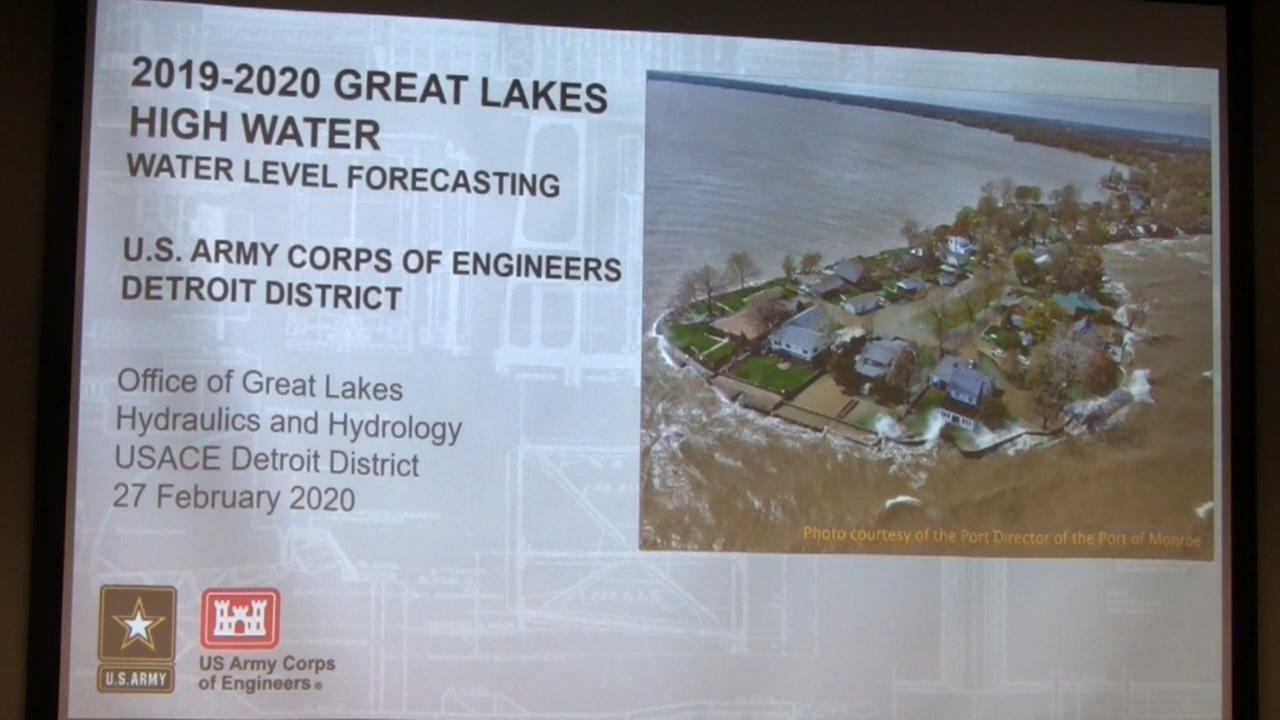 2019-2020 GREAT LAKES
HIGH WATER
WATER LEVEL FORECASTING
U.S. ARMY CORPS OF ENGINEERS
DETROIT DISTRICT
Office of Great Lakes
Hydraulics and Hydrology
USACE Detroit District
27 February 2020
Photo courtesy of the Port Director of the Port of Monroe
U.S.ARMY
US Army Corps
of Engineers®